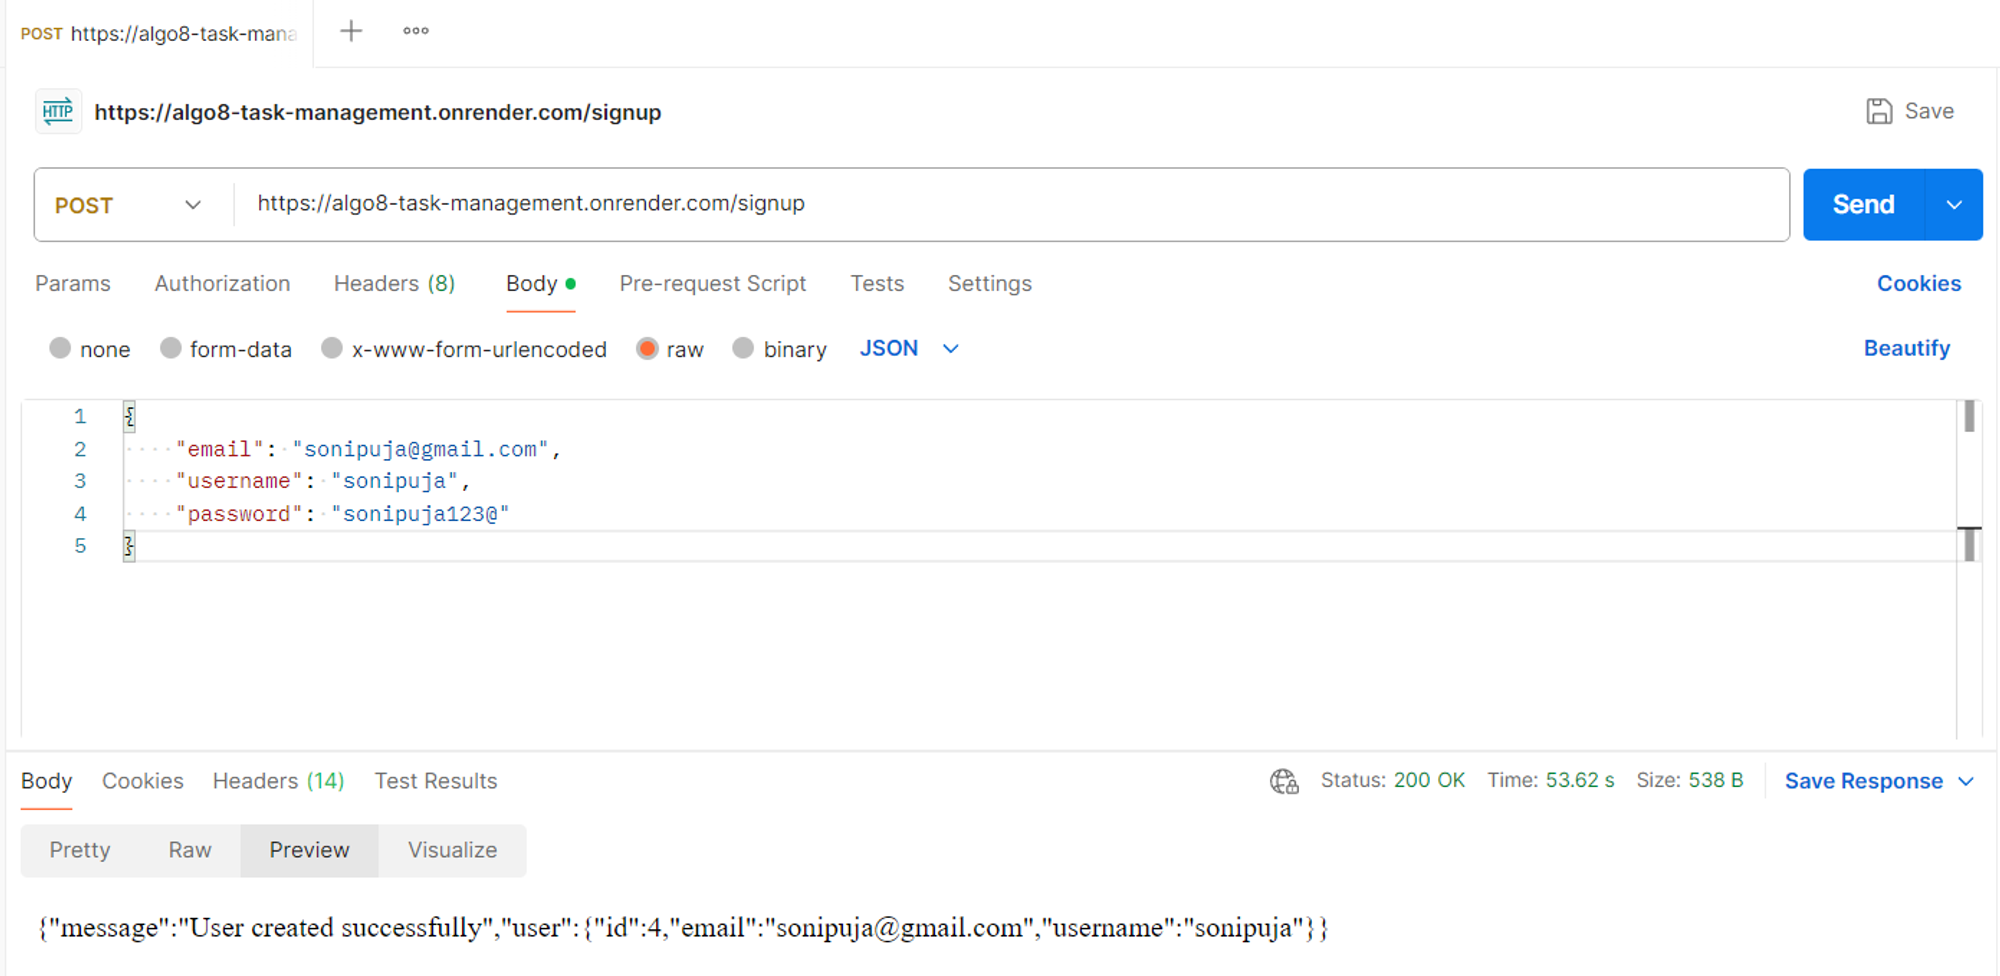 POST https://algo8-task-mana
HTTP https://algo8-task-management.onrender.com/signup Save
POST https://algo8-task-management.onrender.com/signup Send
Params Authorization Headers (8) Body Pre-request Script Tests Settings Cookies
none form-data x-www-form-urlencoded raw binary JSON Beautify
1 {
2 "email": "sonipuja@gmail.com",
3 "username": "sonipuja",
4 "password": "sonipuja123@"
5 }
Body Cookies Headers (14) Test Results Status: 200 OK Time: 53.62 s Size: 538 B Save Response
Pretty Raw Preview Visualize
{"message":"User created successfully","user":{"id":4,"email":"sonipuja@gmail.com","username":"sonipuja"}}